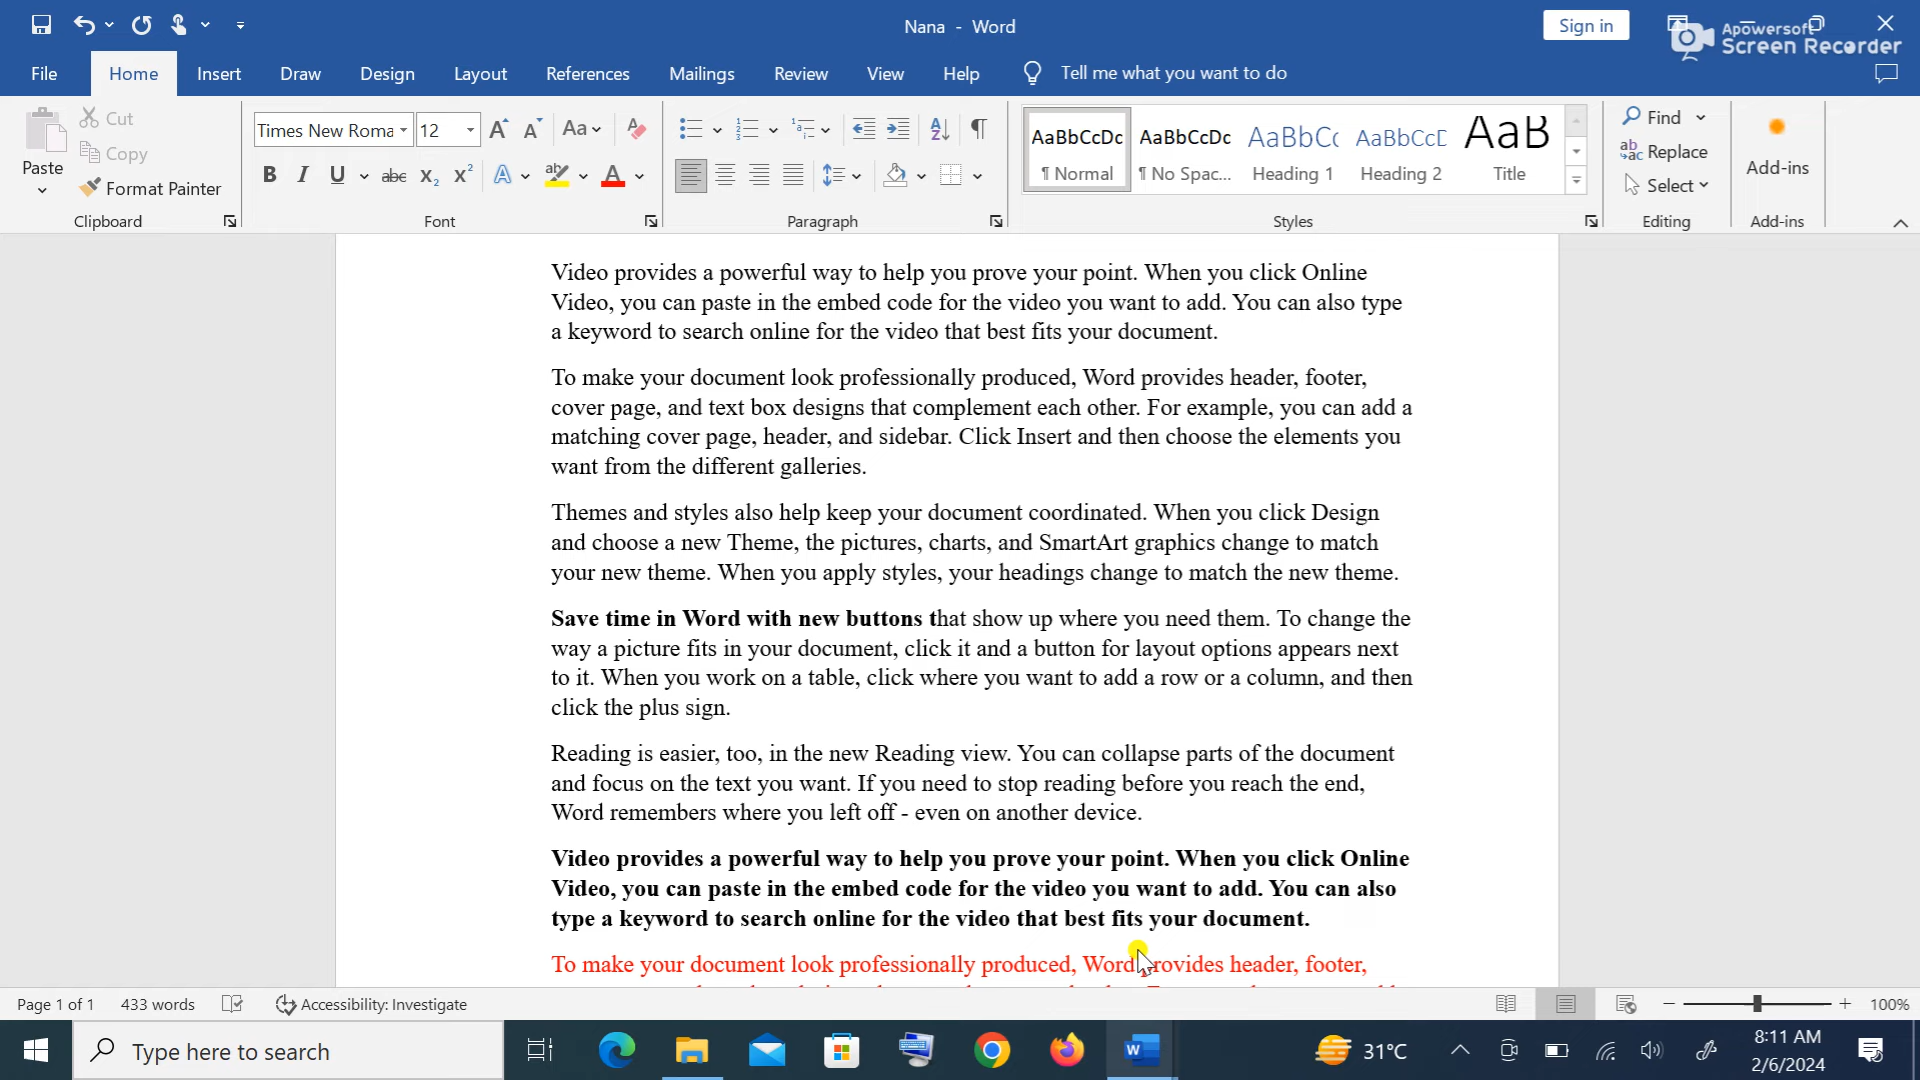 Nana - Word
Sign in
Apowersoft
Screen Recorder
File Home Insert Draw Design Layout References Mailings Review View Help Tell me what you want to do
Paste
Cut
Copy
Format Painter
Clipboard
Times New Roma 12
Aa
B I U abc x₂ x² A ab A
Font
Paragraph
AaBbCcDc AaBbCcDc AaBbCc AaBbCcD AaB
¶ Normal ¶ No Spac... Heading 1 Heading 2 Title
Styles
Find
Replace
Select
Editing
Add-ins
Add-ins
Video provides a powerful way to help you prove your point. When you click Online
Video, you can paste in the embed code for the video you want to add. You can also type
a keyword to search online for the video that best fits your document.
To make your document look professionally produced, Word provides header, footer,
cover page, and text box designs that complement each other. For example, you can add a
matching cover page, header, and sidebar. Click Insert and then choose the elements you
want from the different galleries.
Themes and styles also help keep your document coordinated. When you click Design
and choose a new Theme, the pictures, charts, and SmartArt graphics change to match
your new theme. When you apply styles, your headings change to match the new theme.
Save time in Word with new buttons that show up where you need them. To change the
way a picture fits in your document, click it and a button for layout options appears next
to it. When you work on a table, click where you want to add a row or a column, and then
click the plus sign.
Reading is easier, too, in the new Reading view. You can collapse parts of the document
and focus on the text you want. If you need to stop reading before you reach the end,
Word remembers where you left off - even on another device.
Video provides a powerful way to help you prove your point. When you click Online
Video, you can paste in the embed code for the video you want to add. You can also
type a keyword to search online for the video that best fits your document.
To make your document look professionally produced, Word provides header, footer,
Page 1 of 1 433 words Accessibility: Investigate 100%
Type here to search
31°C
8:11 AM
2/6/2024